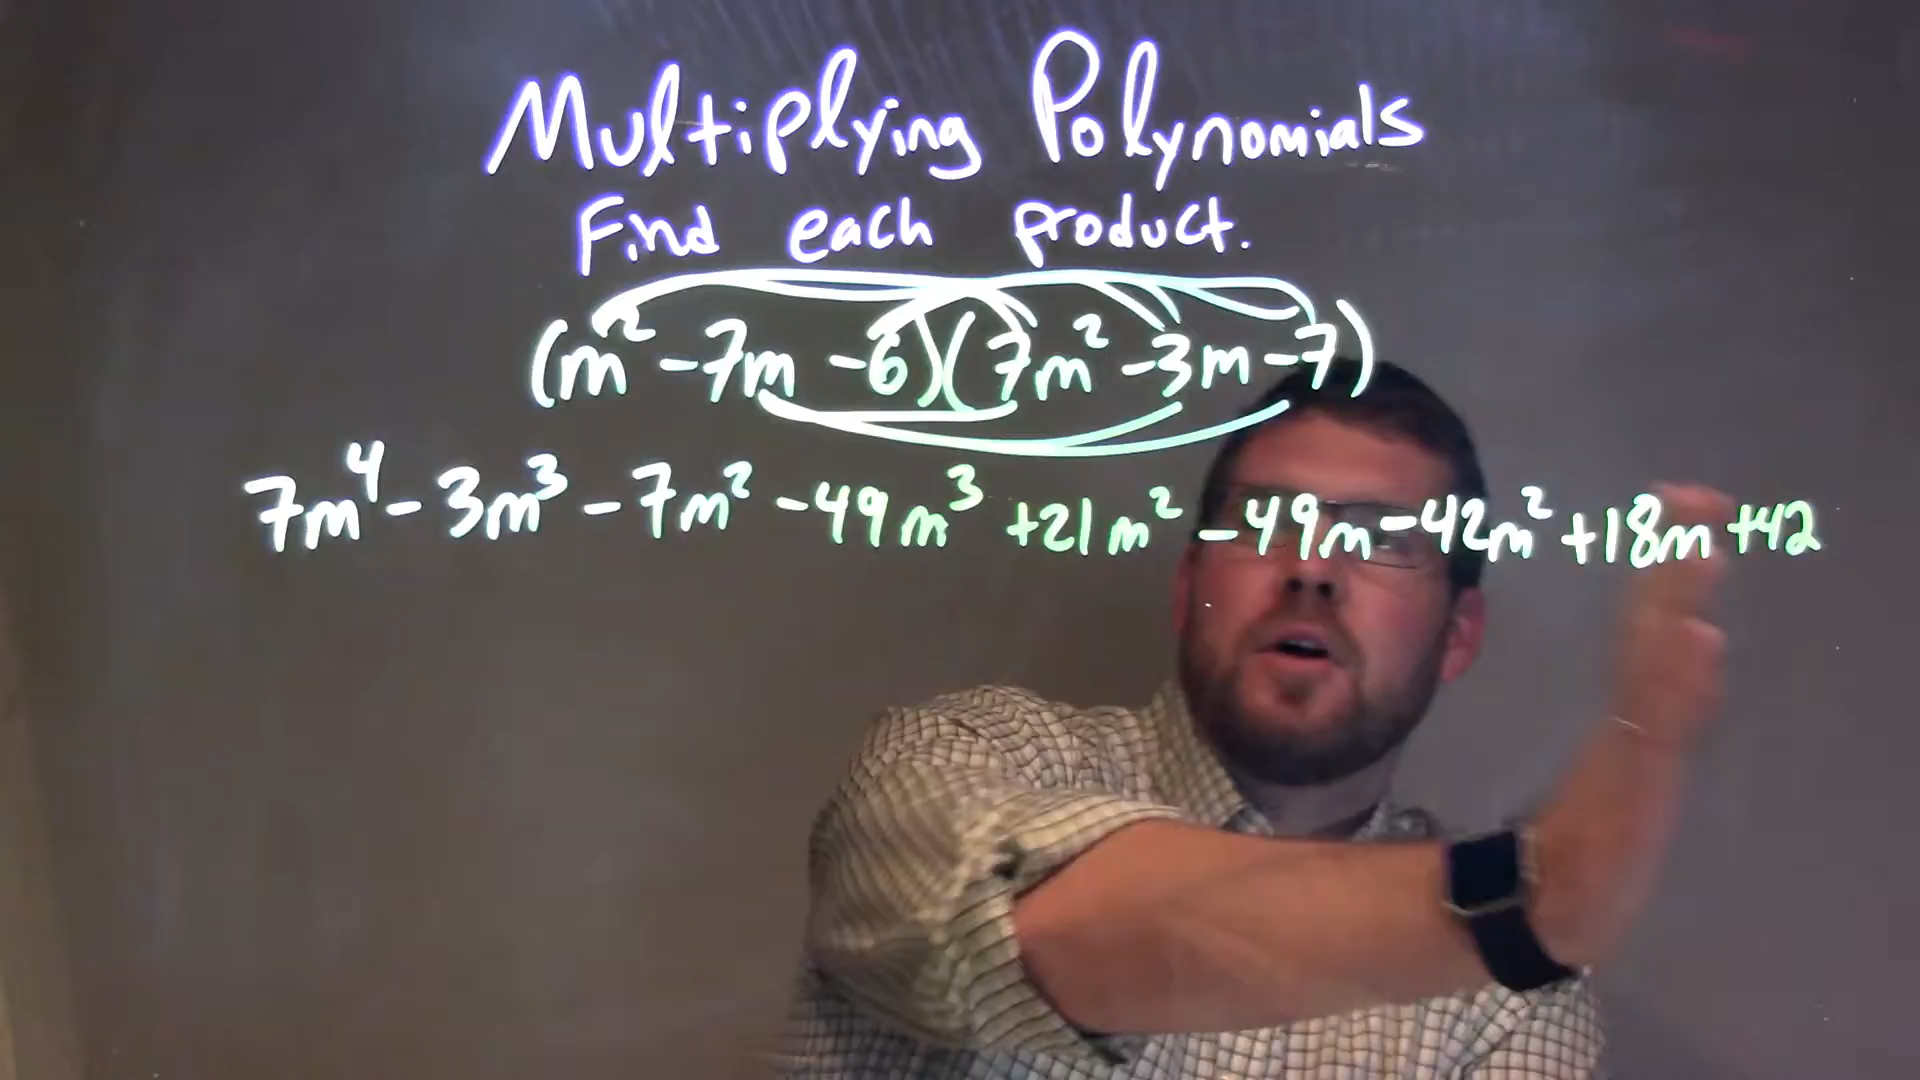 Multiplying Polynomials
Find each product.
(m² -7m -6)(7m² -3m -7)
7m⁴ - 3m³ - 7m² - 49m³ + 21m² - 49m - 42m² + 18m + 42